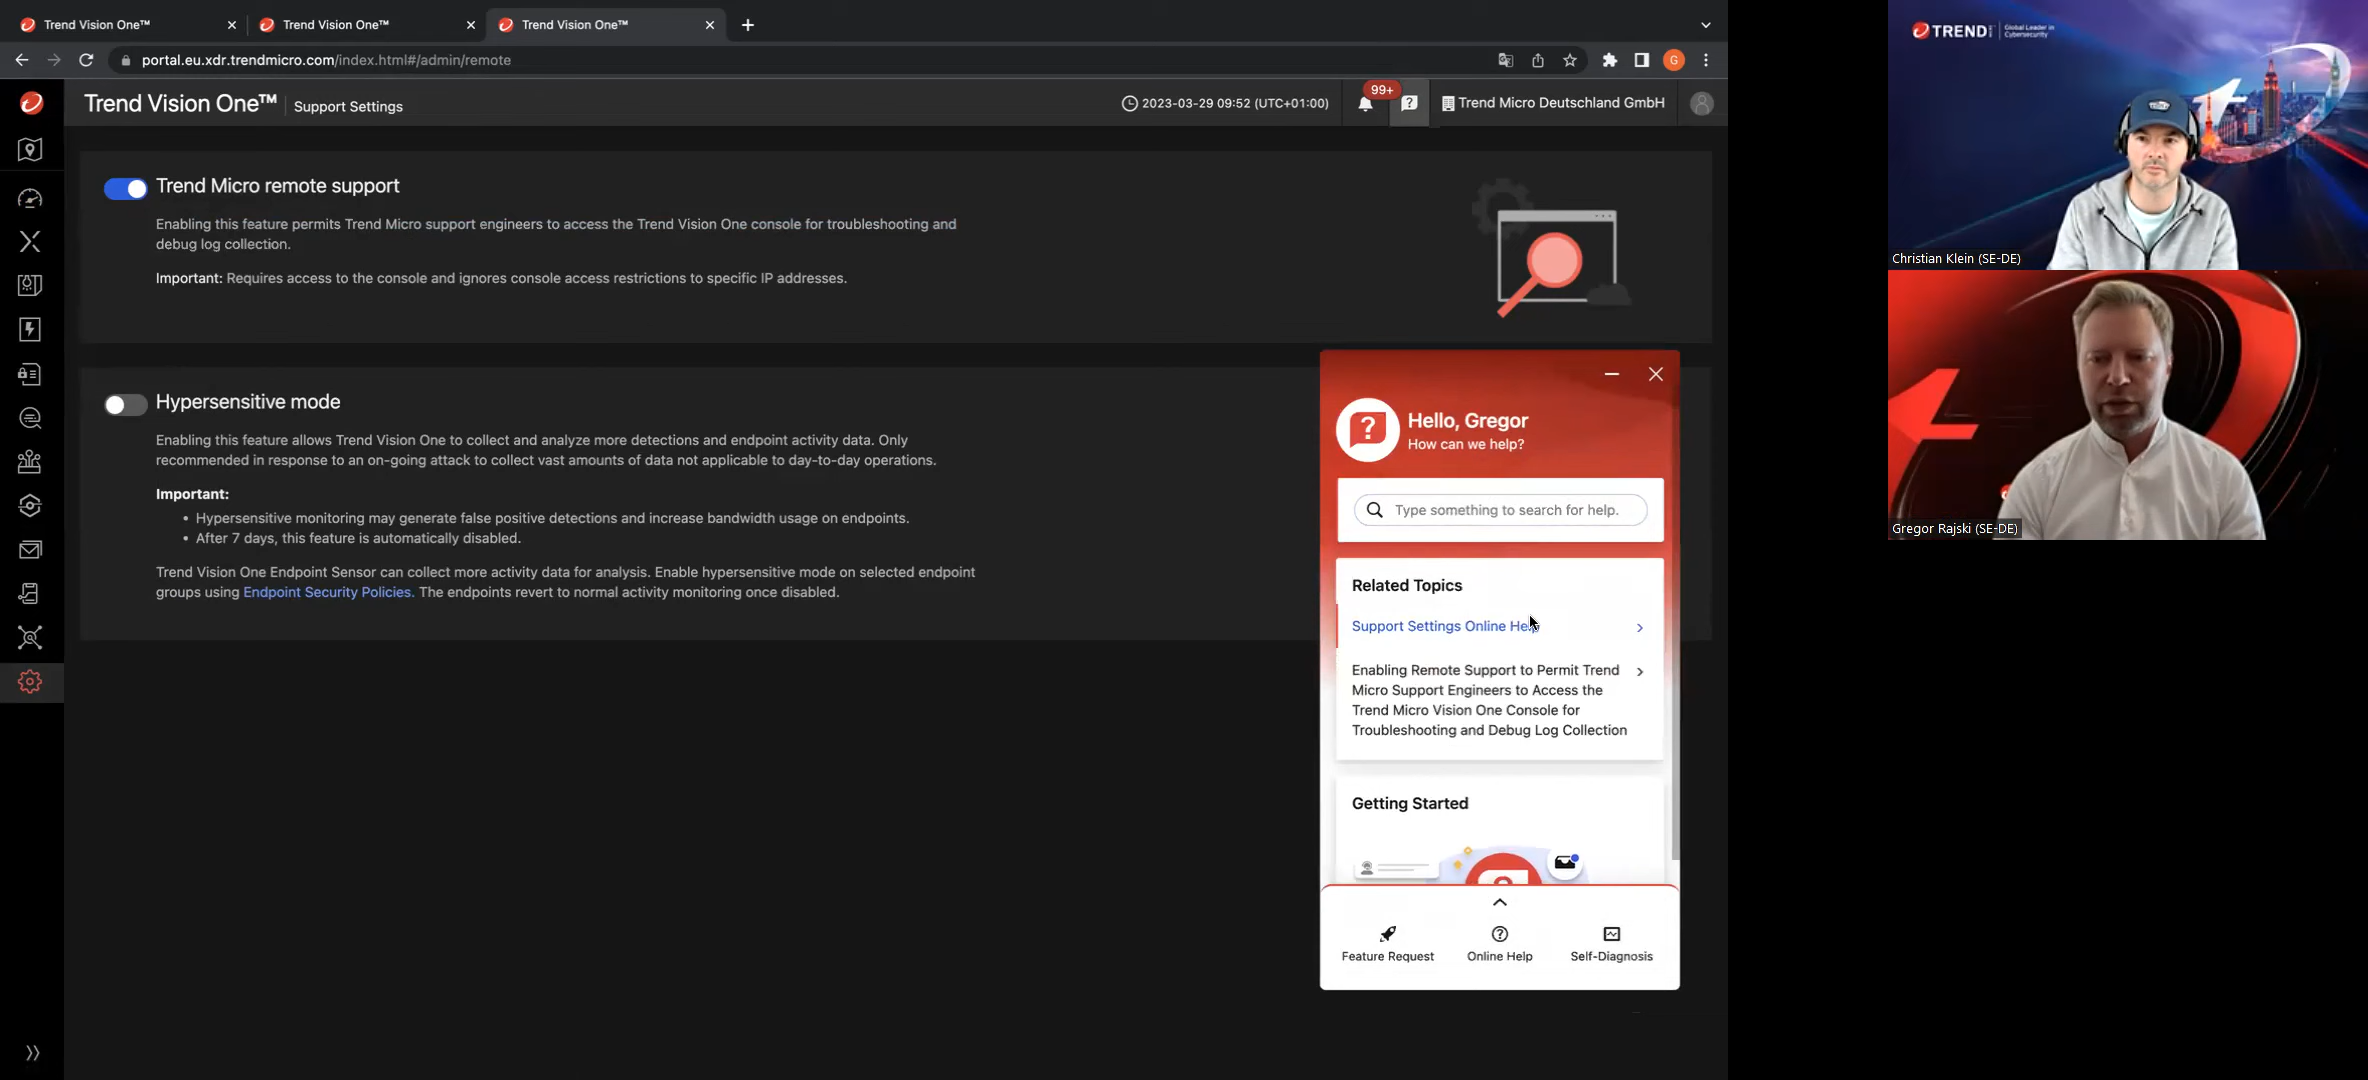 Trend Vision One™
Trend Vision One™
Trend Vision One™
portal.eu.xdr.trendmicro.com/index.html#/admin/remote
G
Trend Vision One™
Support Settings
2023-03-29 09:52 (UTC+01:00)
99+
Trend Micro Deutschland GmbH
Trend Micro remote support
Enabling this feature permits Trend Micro support engineers to access the Trend Vision One console for troubleshooting and
debug log collection.
Important: Requires access to the console and ignores console access restrictions to specific IP addresses.
Hypersensitive mode
Enabling this feature allows Trend Vision One to collect and analyze more detections and endpoint activity data. Only
recommended in response to an on-going attack to collect vast amounts of data not applicable to day-to-day operations.
Important:
• Hypersensitive monitoring may generate false positive detections and increase bandwidth usage on endpoints.
• After 7 days, this feature is automatically disabled.
Trend Vision One Endpoint Sensor can collect more activity data for analysis. Enable hypersensitive mode on selected endpoint
groups using Endpoint Security Policies. The endpoints revert to normal activity monitoring once disabled.
Hello, Gregor
How can we help?
Type something to search for help.
Related Topics
Support Settings Online Help
Enabling Remote Support to Permit Trend
Micro Support Engineers to Access the
Trend Micro Vision One Console for
Troubleshooting and Debug Log Collection
Getting Started
Feature Request
Online Help
Self-Diagnosis
TREND MICRO
Global Leader in
Cybersecurity
Christian Klein (SE-DE)
Gregor Rajski (SE-DE)